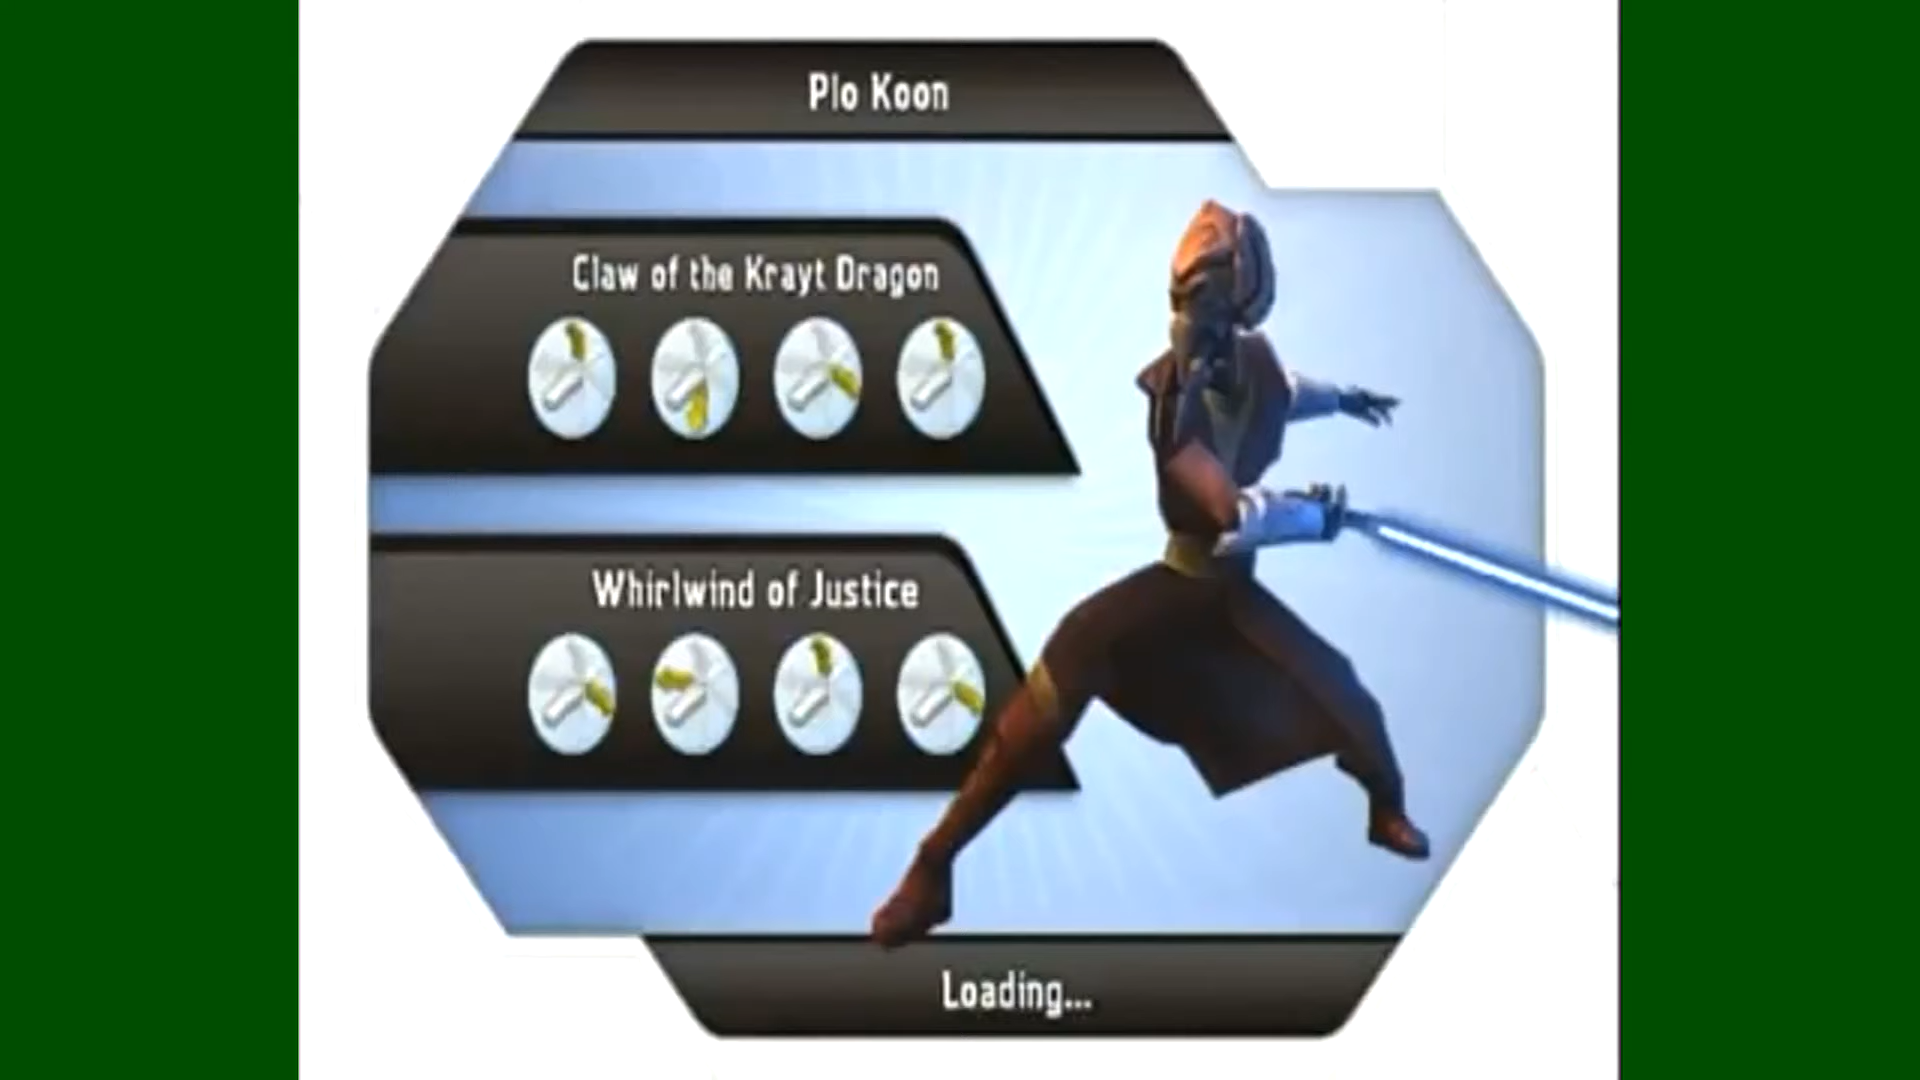 Plo Koon
Claw of the Krayt Dragon
Whirlwind of Justice
Loading...